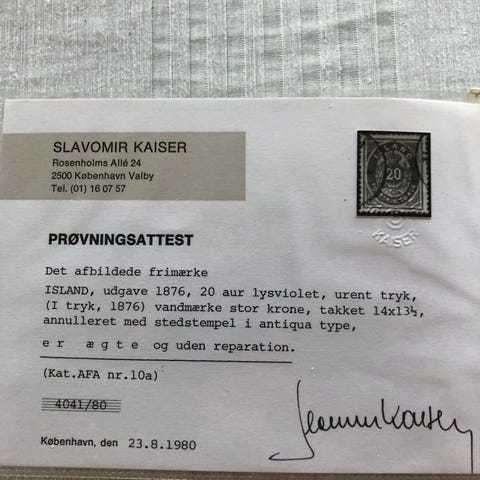 SLAVOMIR KAISER
Rosenholms Allé 24
2500 København Valby
Tel. (01) 16 07 57
ISLAND
20
KAISER
PRØVNINGSATTEST
Det afbildede frimærke
ISLAND, udgave 1876, 20 aur lysviolet, urent tryk,
(I tryk, 1876) vandmærke stor krone, takket 14x13½,
annulleret med stedstempel i antiqua type,
e r   æ g t e og uden reparation.
(Kat.AFA nr.10a)
4041/80
København, den 23.8.1980